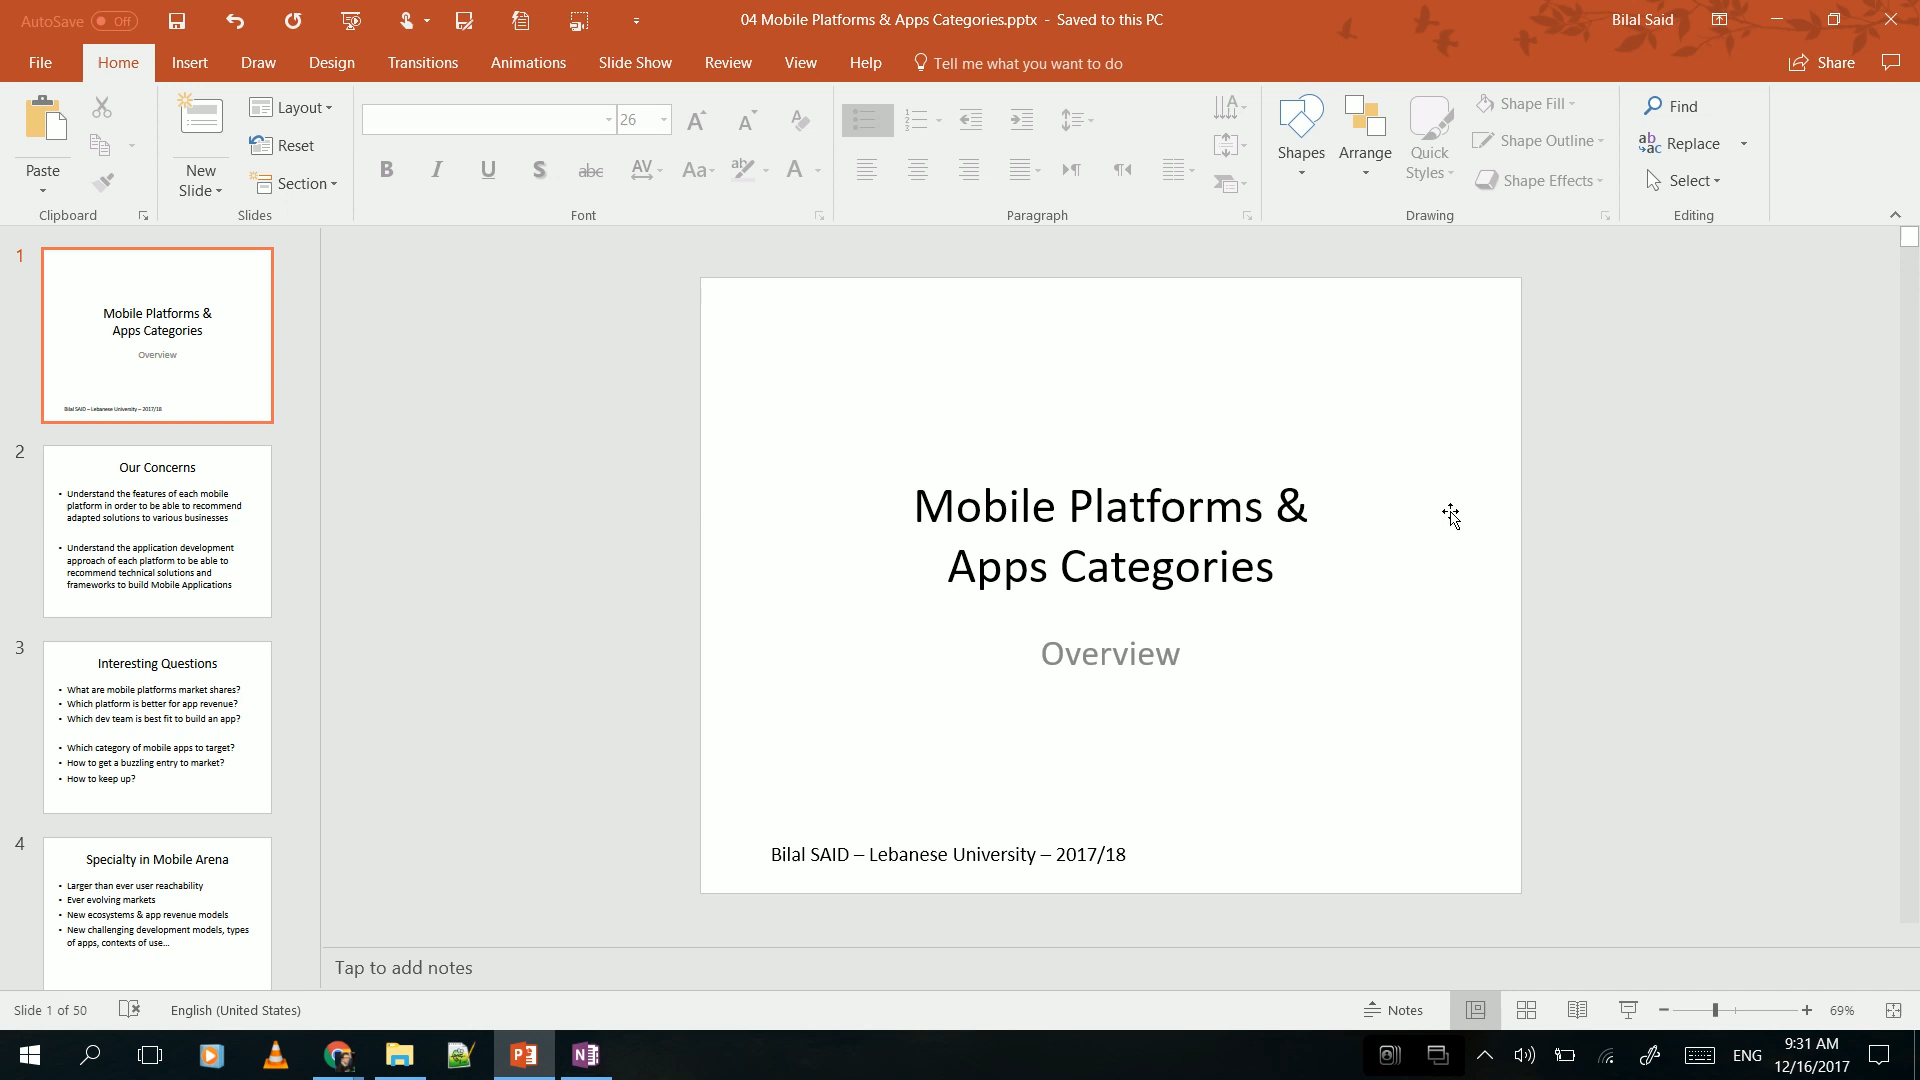 AutoSave Off
04 Mobile Platforms & Apps Categories.pptx - Saved to this PC
Bilal Said
File Home Insert Draw Design Transitions Animations Slide Show Review View Help Tell me what you want to do Share
Paste
Clipboard
New
Slide
Layout
Reset
Section
Slides
26
B I U S abc AV Aa ab A
Font
Paragraph
Shapes
Arrange
Quick
Styles
Shape Fill
Shape Outline
Shape Effects
Drawing
Find
Replace
Select
Editing
1
Mobile Platforms &
Apps Categories
Overview
Bilal SAID – Lebanese University – 2017/18
2
Our Concerns
• Understand the features of each mobile
platform in order to be able to recommend
adapted solutions to various businesses
• Understand the application development
approach of each platform to be able to
recommend technical solutions and
frameworks to build Mobile Applications
3
Interesting Questions
• What are mobile platforms market shares?
• Which platform is better for app revenue?
• Which dev team is best fit to build an app?
• Which category of mobile apps to target?
• How to get a buzzling entry to market?
• How to keep up?
4
Specialty in Mobile Arena
• Larger than ever user reachability
• Ever evolving markets
• New ecosystems & app revenue models
• New challenging development models, types
of apps, contexts of use...
Mobile Platforms &
Apps Categories
Overview
Bilal SAID – Lebanese University – 2017/18
Tap to add notes
Slide 1 of 50
English (United States)
Notes
69%
ENG
9:31 AM
12/16/2017